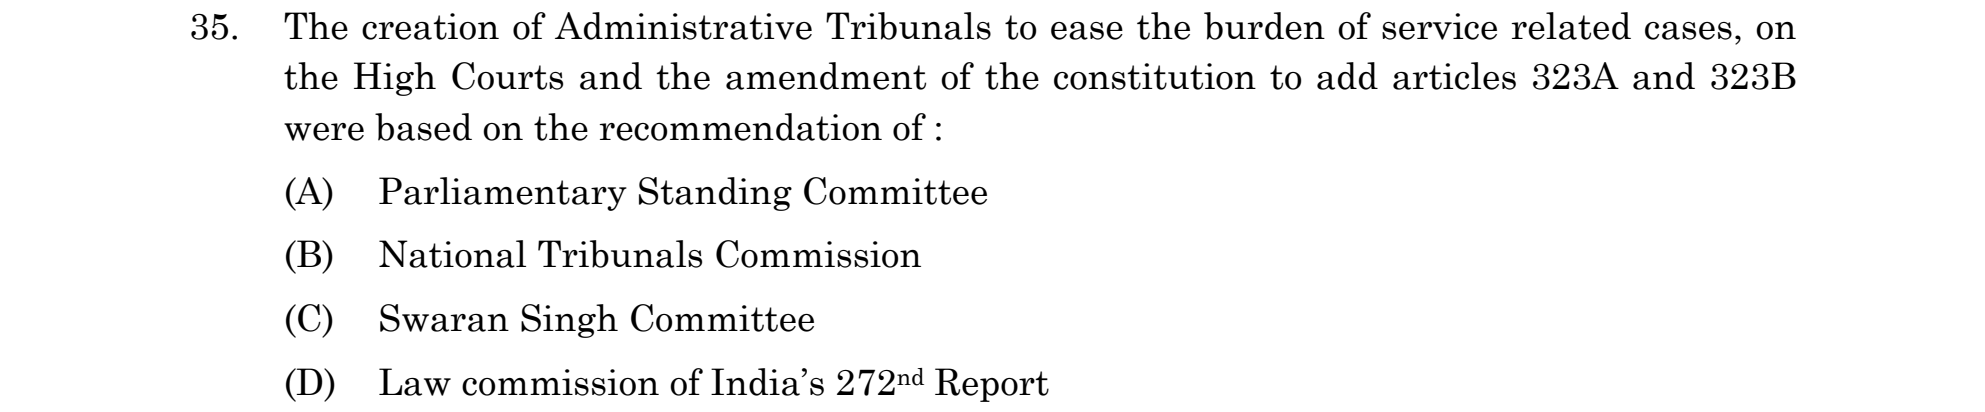 35. The creation of Administrative Tribunals to ease the burden of service related cases, on
the High Courts and the amendment of the constitution to add articles 323A and 323B
were based on the recommendation of :
(A) Parliamentary Standing Committee
(B) National Tribunals Commission
(C) Swaran Singh Committee
(D) Law commission of India’s 272nd Report